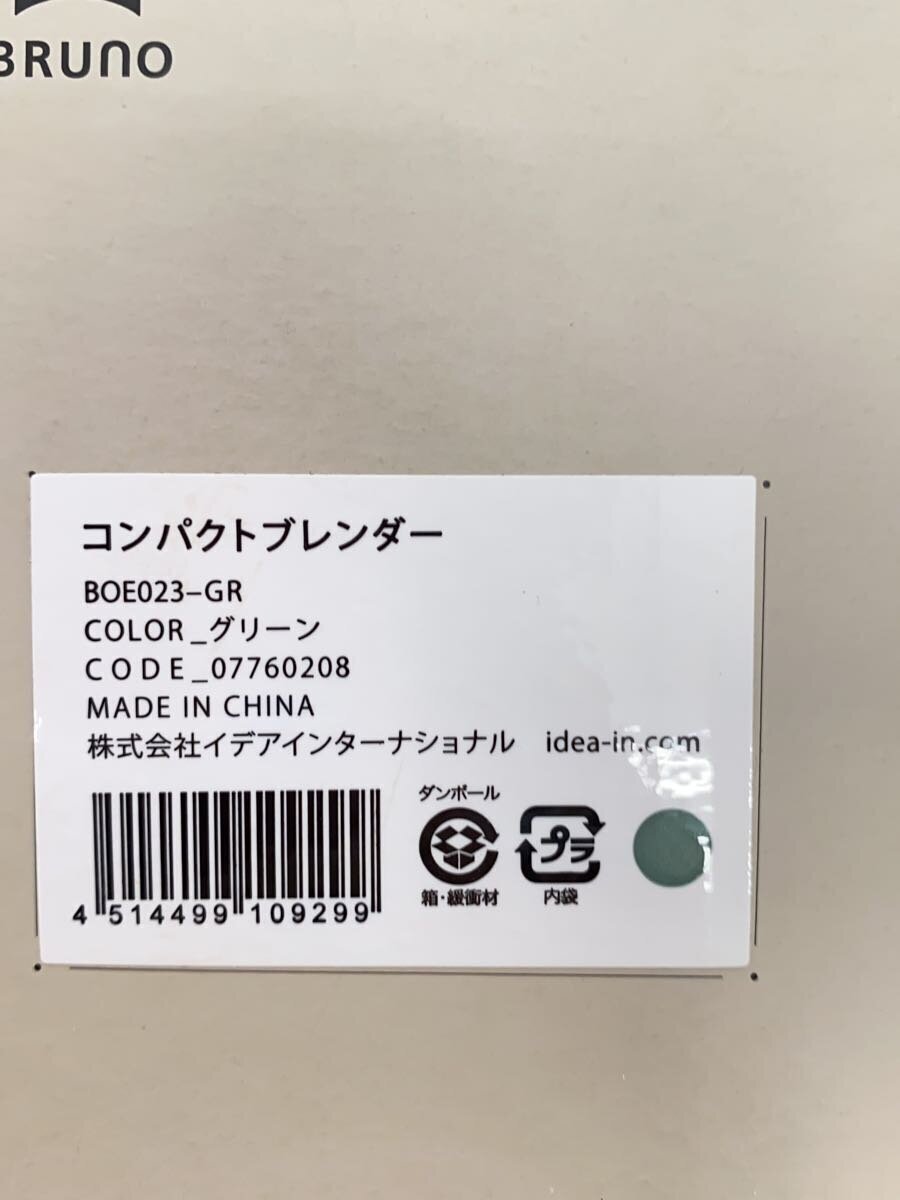 BRUNO
コンパクトブレンダー
BOE023-GR
COLOR_グリーン
CODE_07760208
MADE IN CHINA
株式会社イデアインターナショナル idea-in.com
ダンボール
プラ
箱・緩衝材 内袋
4 514499 109299